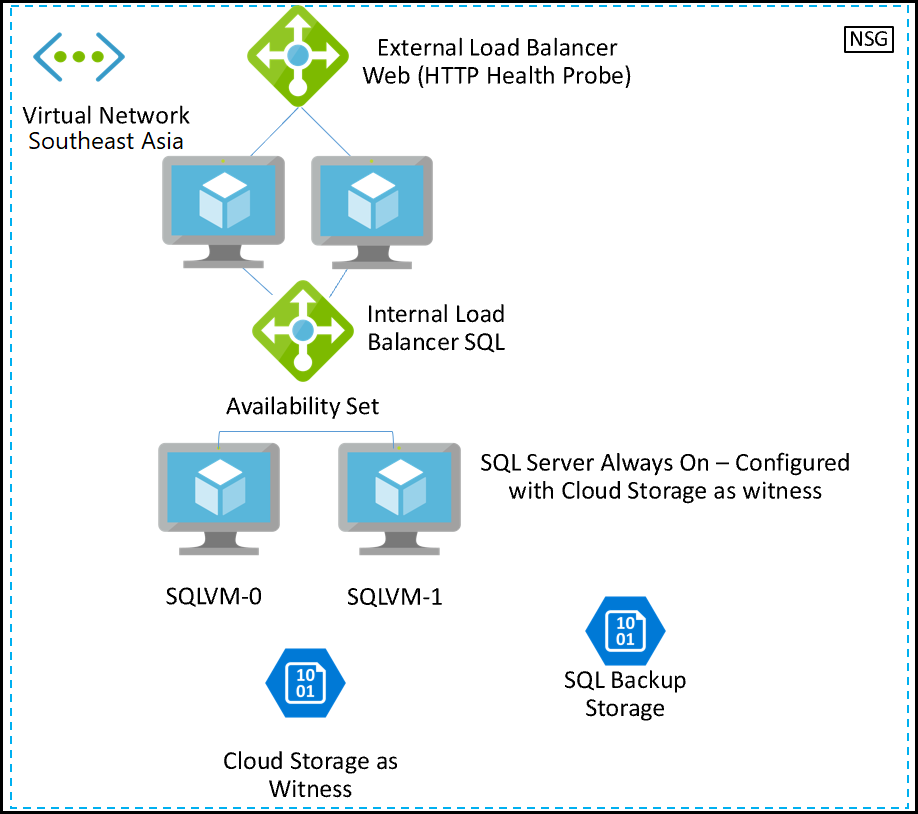 External Load Balancer
Web (HTTP Health Probe)
NSG
Virtual Network
Southeast Asia
Internal Load
Balancer SQL
Availability Set
SQL Server Always On – Configured
with Cloud Storage as witness
SQLVM-0
SQLVM-1
10
01
SQL Backup
Storage
10
01
Cloud Storage as
Witness